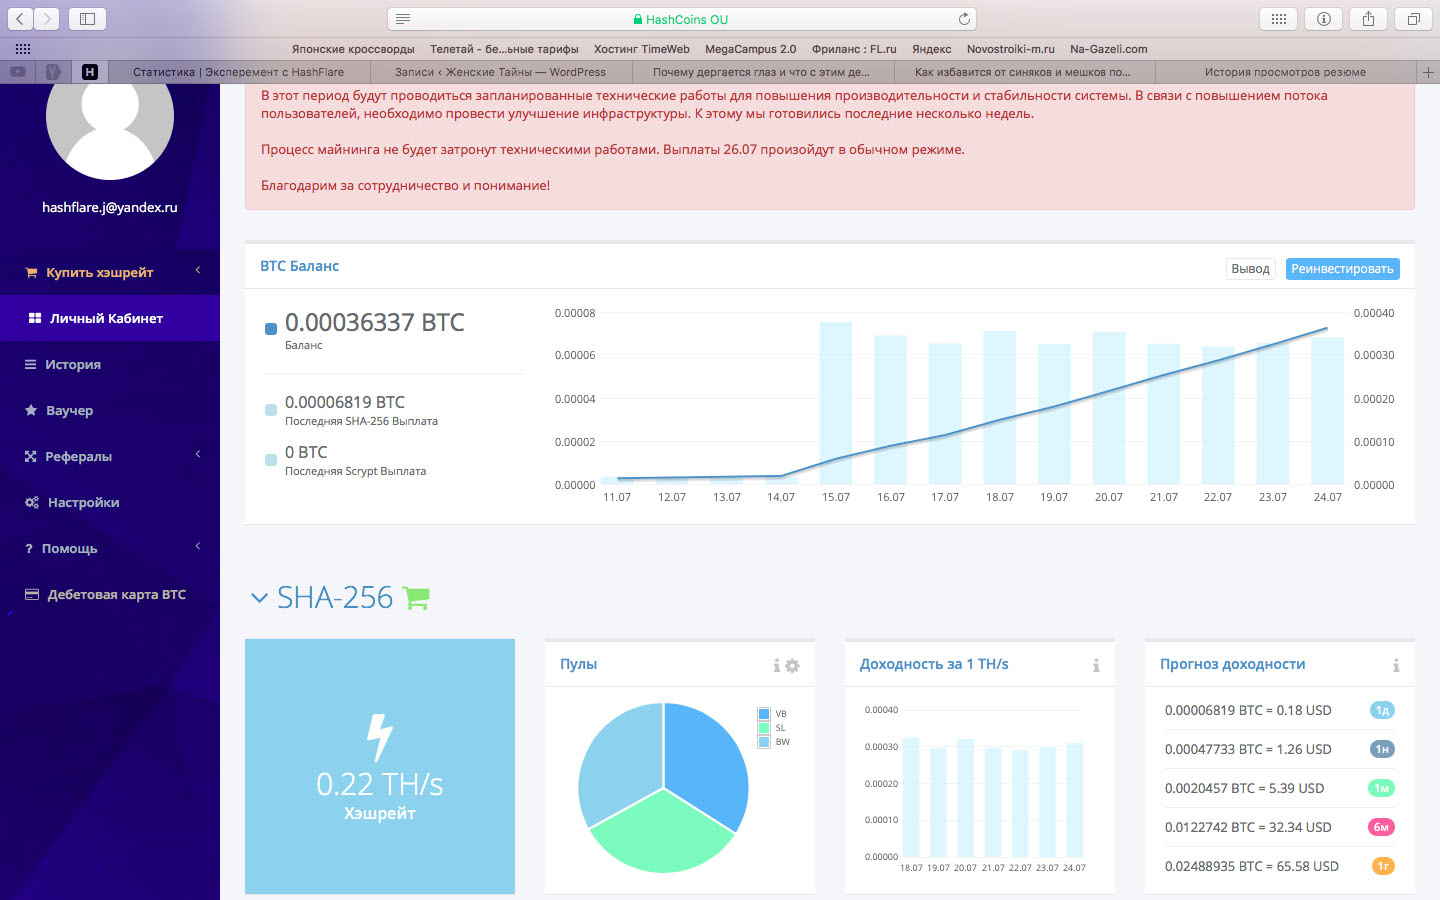 HashCoins OU
Японские кроссворды Телетай - бе...ьные тарифы Хостинг TimeWeb MegaCampus 2.0 Фриланс : FL.ru Яндекс Novostroiki-m.ru Na-Gazeli.com
H Статистика | Эксперемент с HashFlare Записи ‹ Женские Тайны — WordPress Почему дергается глаз и что с этим де... Как избавится от синяков и мешков по... История просмотров резюме +
В этот период будут проводиться запланированные технические работы для повышения производительности и стабильности системы. В связи с повышением потока
пользователей, необходимо провести улучшение инфраструктуры. К этому мы готовились последние несколько недель.
Процесс майнинга не будет затронут техническими работами. Выплаты 26.07 произойдут в обычном режиме.
Благодарим за сотрудничество и понимание!
hashflare.j@yandex.ru
Купить хэшрейт
Личный Кабинет
История
Ваучер
Рефералы
Настройки
? Помощь
Дебетовая карта BTC
BTC Баланс
Вывод Реинвестировать
0.00036337 BTC
Баланс
0.00006819 BTC
Последняя SHA-256 Выплата
0 BTC
Последняя Scrypt Выплата
0.00008 0.00040
0.00006 0.00030
0.00004 0.00020
0.00002 0.00010
0.00000 0.00000
11.07 12.07 13.07 14.07 15.07 16.07 17.07 18.07 19.07 20.07 21.07 22.07 23.07 24.07
SHA-256
0.22 TH/s
Хэшрейт
Пулы
VB
SL
BW
Доходность за 1 TH/s
0.00040
0.00030
0.00020
0.00010
0.00000
18.07 19.07 20.07 21.07 22.07 23.07 24.07
Прогноз доходности
0.00006819 BTC = 0.18 USD 1д
0.00047733 BTC = 1.26 USD 1н
0.0020457 BTC = 5.39 USD 1м
0.0122742 BTC = 32.34 USD 6м
0.02488935 BTC = 65.58 USD 1г